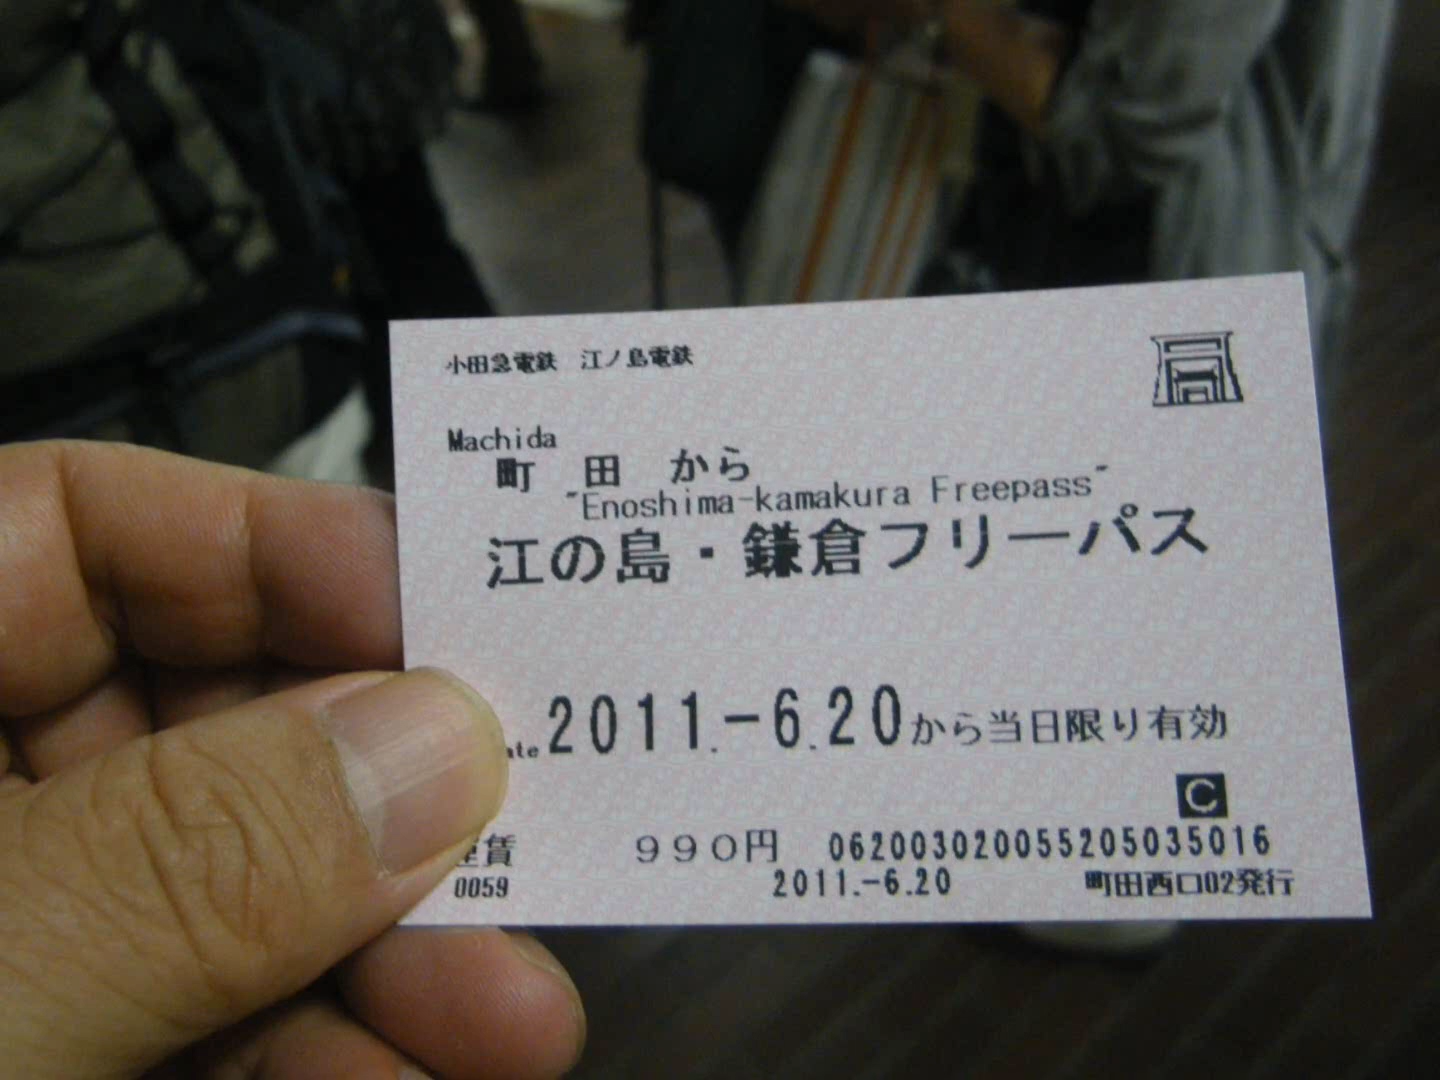 小田急電鉄 江ノ島電鉄
Machida
町 田 から
"Enoshima-kamakura Freepass"
江の島・鎌倉フリーパス
ate 2011.-6.20から当日限り有効
C
賃 990円 06200302005520503​5016
0059 2011.-6.20 町田西口02発行